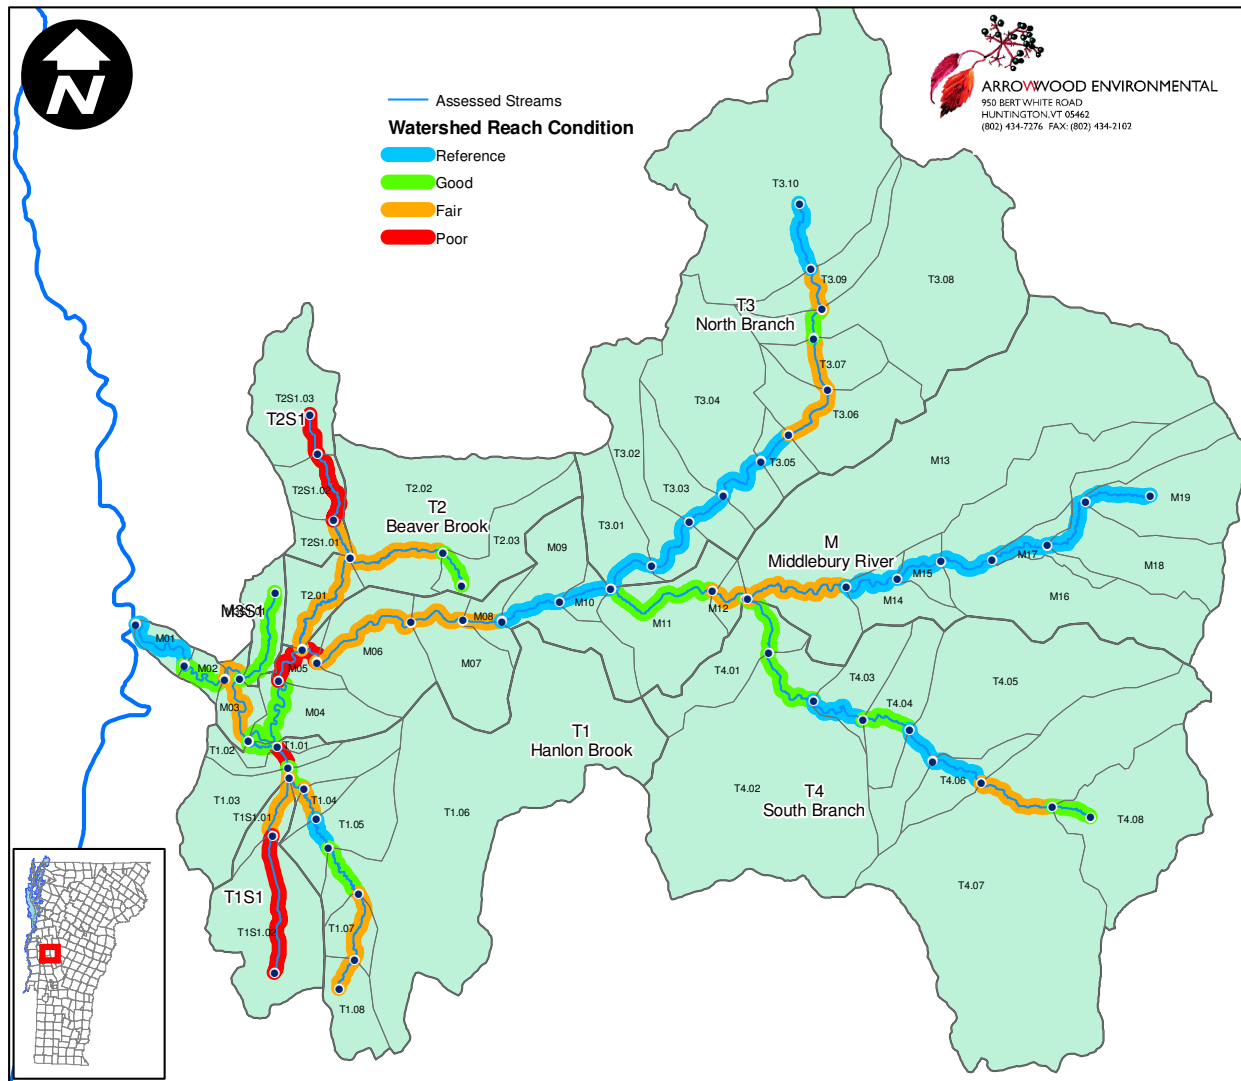 N
Assessed Streams
Watershed Reach Condition
Reference
Good
Fair
Poor
ARROWWOOD ENVIRONMENTAL
950 BERT WHITE ROAD
HUNTINGTON, VT 05462
(802) 434-7276 FAX: (802) 434-2102
T3.10
T3.09
T3.08
T3
North Branch
T3.07
T3.04
T3.06
T2S1.03
T2S1
T3.02
T3.05
M13
T2.02
T2S1.02
T3.03
M19
T2
Beaver Brook
T3.01
T2S1.01
T2.03
M09
M
Middlebury River
M17
M18
M15
M14
M16
T2.01
M3S1
M10
M12
M08
M11
M01
M06
M02
M05
M07
T4.01
T4.03
T4.05
M03
M04
T4.04
T1
Hanlon Brook
T1.02
T1.01
T4.02
T4
South Branch
T4.06
T1.03
T1.04
T1S1.01
T1.05
T1.06
T4.08
T4.07
T1S1
T1S1.02
T1.07
T1.08